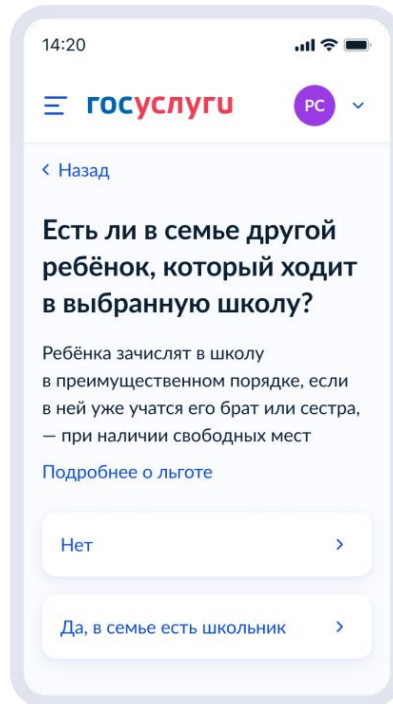 14:20
госуслуги
РС
Назад
Есть ли в семье другой
ребёнок, который ходит
в выбранную школу?
Ребёнка зачислят в школу
в преимущественном порядке, если
в ней уже учатся его брат или сестра,
— при наличии свободных мест
Подробнее о льготе
Нет
Да, в семье есть школьник